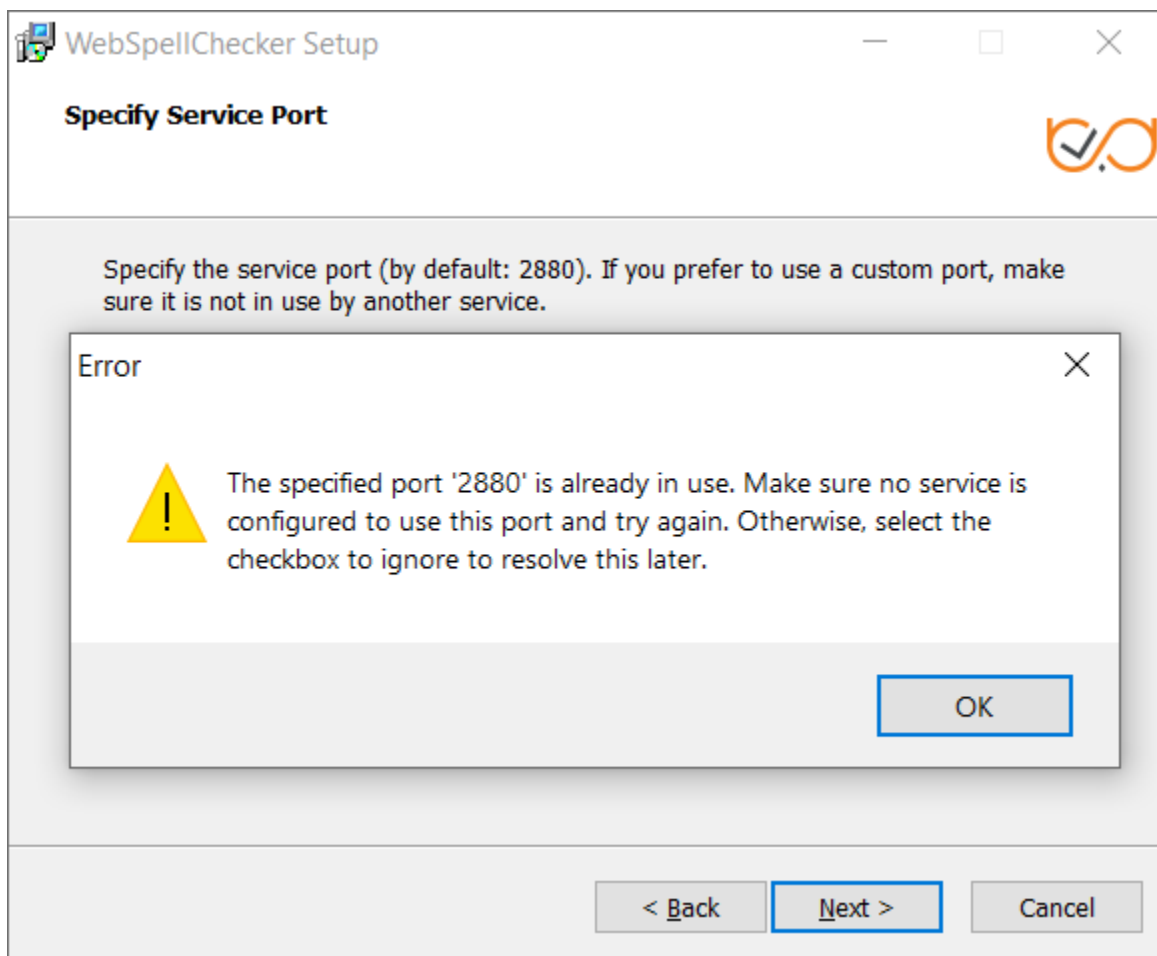 WebSpellChecker Setup
Specify Service Port
Specify the service port (by default: 2880). If you prefer to use a custom port, make
sure it is not in use by another service.
Error
The specified port '2880' is already in use. Make sure no service is
configured to use this port and try again. Otherwise, select the
checkbox to ignore to resolve this later.
OK
< Back Next > Cancel